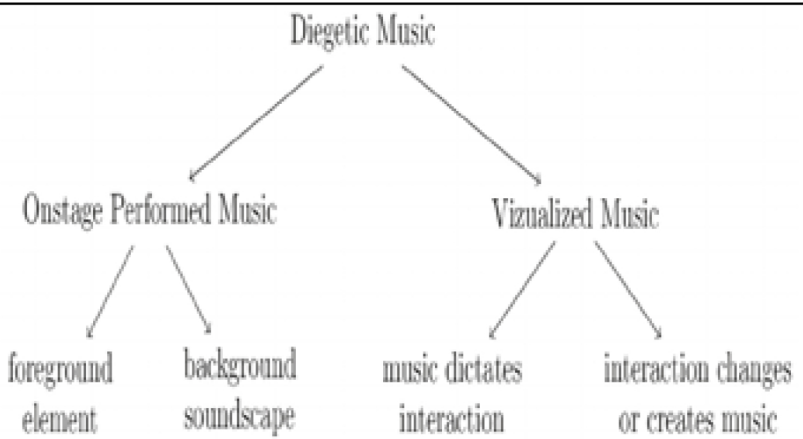 Diegetic Music
Onstage Performed Music
Vizualized Music
foreground
element
background
soundscape
music dictates
interaction
interaction changes
or creates music